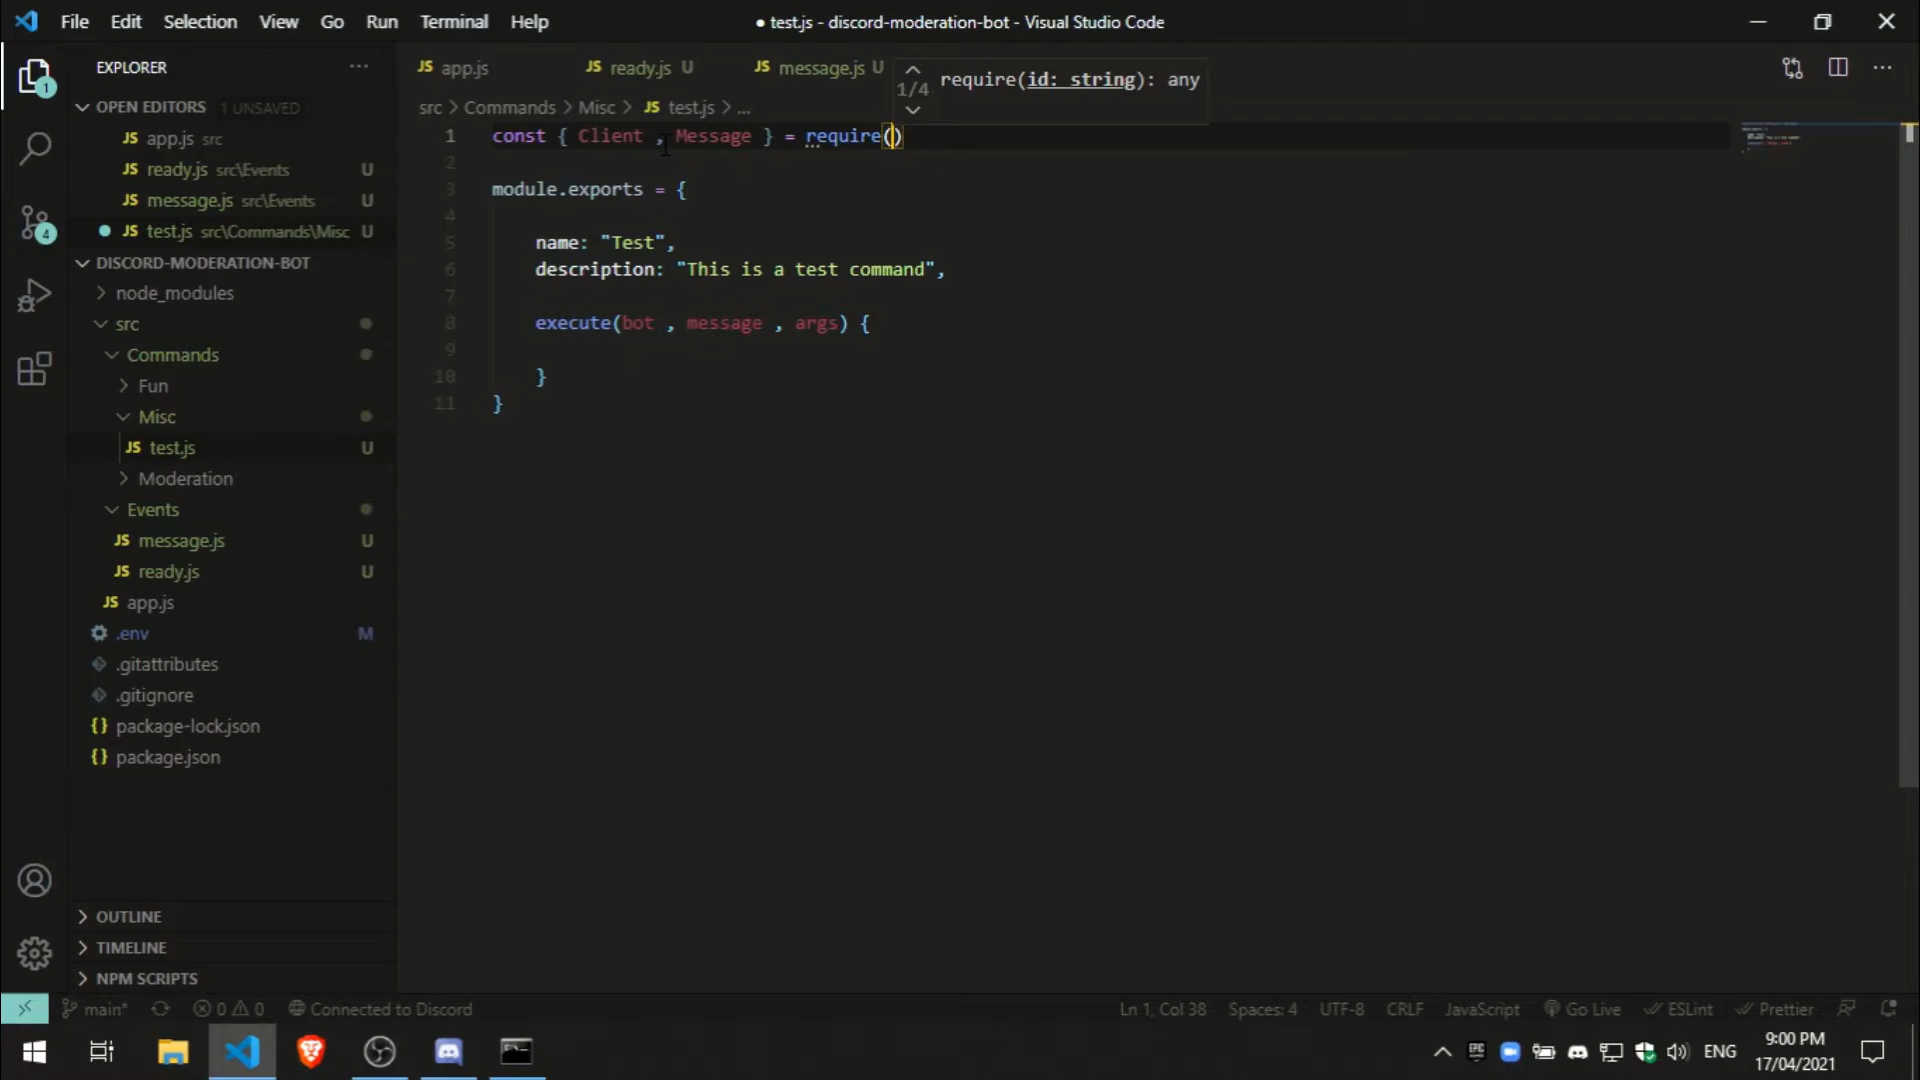 File Edit Selection View Go Run Terminal Help
● test.js - discord-moderation-bot - Visual Studio Code
EXPLORER
OPEN EDITORS 1 UNSAVED
JS app.js src
JS ready.js src\Events U
JS message.js src\Events U
JS test.js src\Commands\Misc U
DISCORD-MODERATION-BOT
node_modules
src
Commands
Fun
Misc
JS test.js U
Moderation
Events
JS message.js U
JS ready.js U
JS app.js
.env M
.gitattributes
.gitignore
{} package-lock.json
{} package.json
OUTLINE
TIMELINE
NPM SCRIPTS
1
4
JS app.js JS ready.js U JS message.js U
1/4 require(id: string): any
src > Commands > Misc > JS test.js > ...
1 const { Client , Message } = require()
2
3 module.exports = {
4
5 name: "Test",
6 description: "This is a test command",
7
8 execute(bot , message , args) {
9
10 }
11 }
main* 0 0 Connected to Discord Ln 1, Col 38 Spaces: 4 UTF-8 CRLF JavaScript Go Live ESLint Prettier
ENG
9:00 PM
17/04/2021